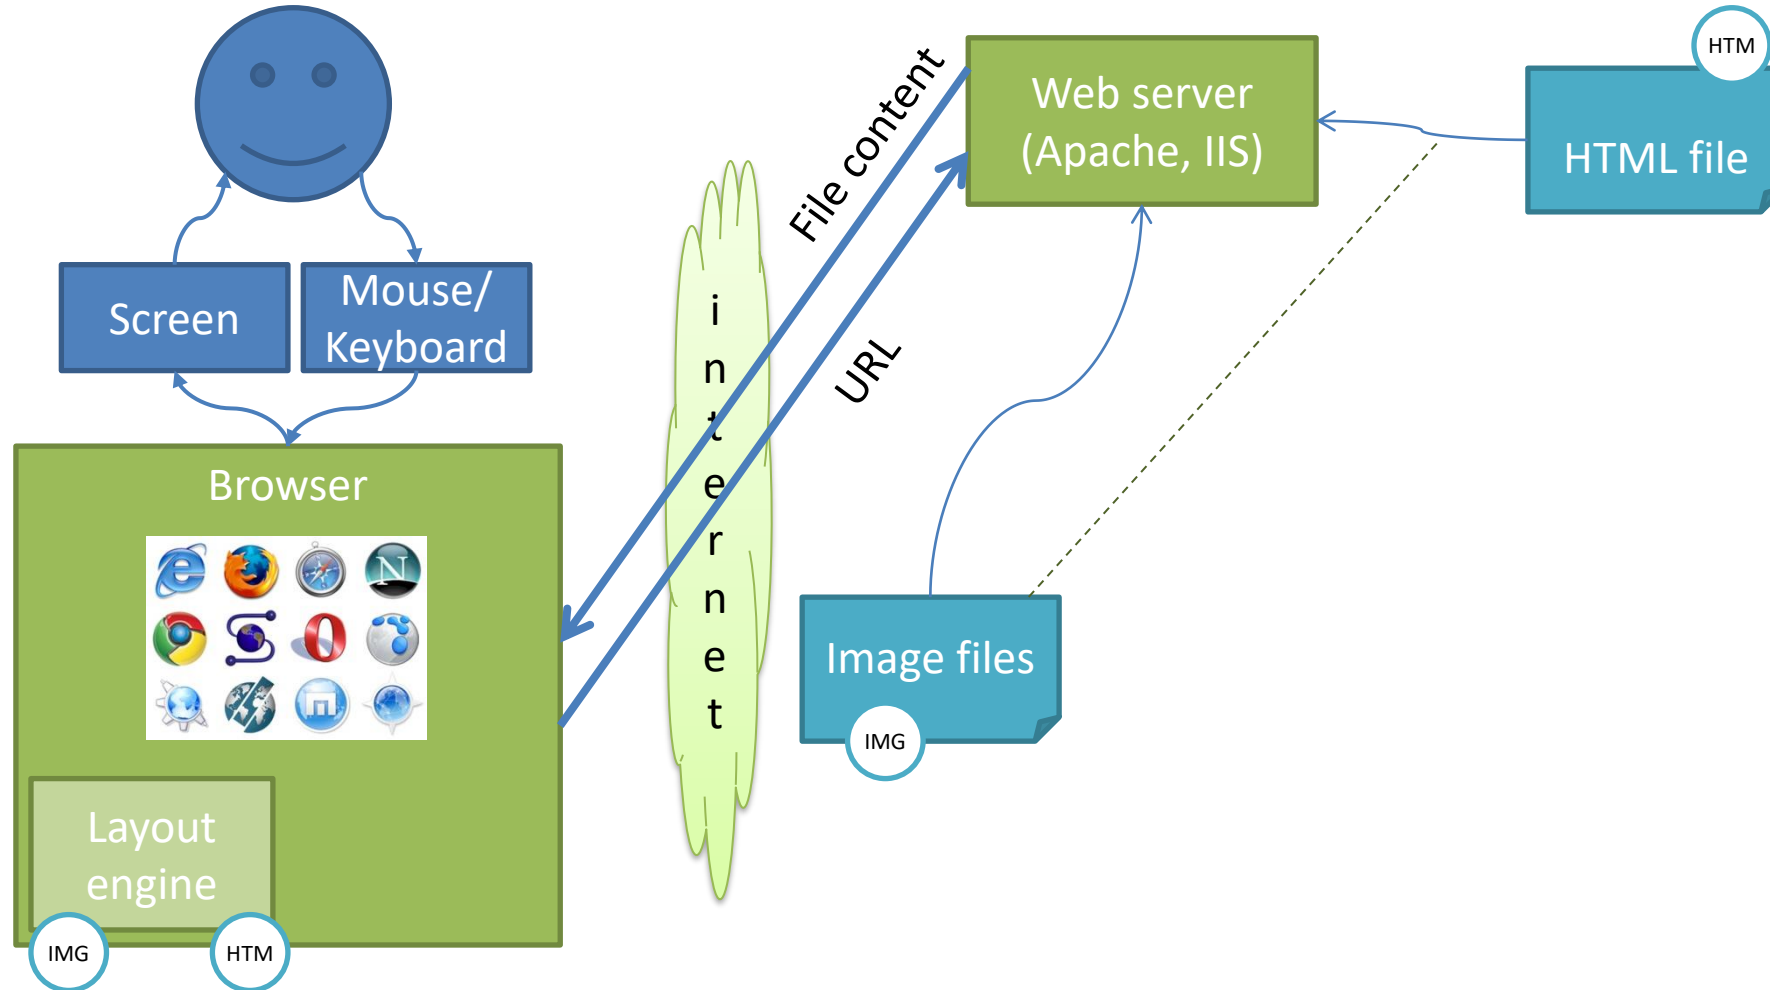 Screen
Mouse/
Keyboard
Browser
N
Layout
engine
IMG
HTM
internet
File content
URL
Web server
(Apache, IIS)
HTM
HTML file
Image files
IMG